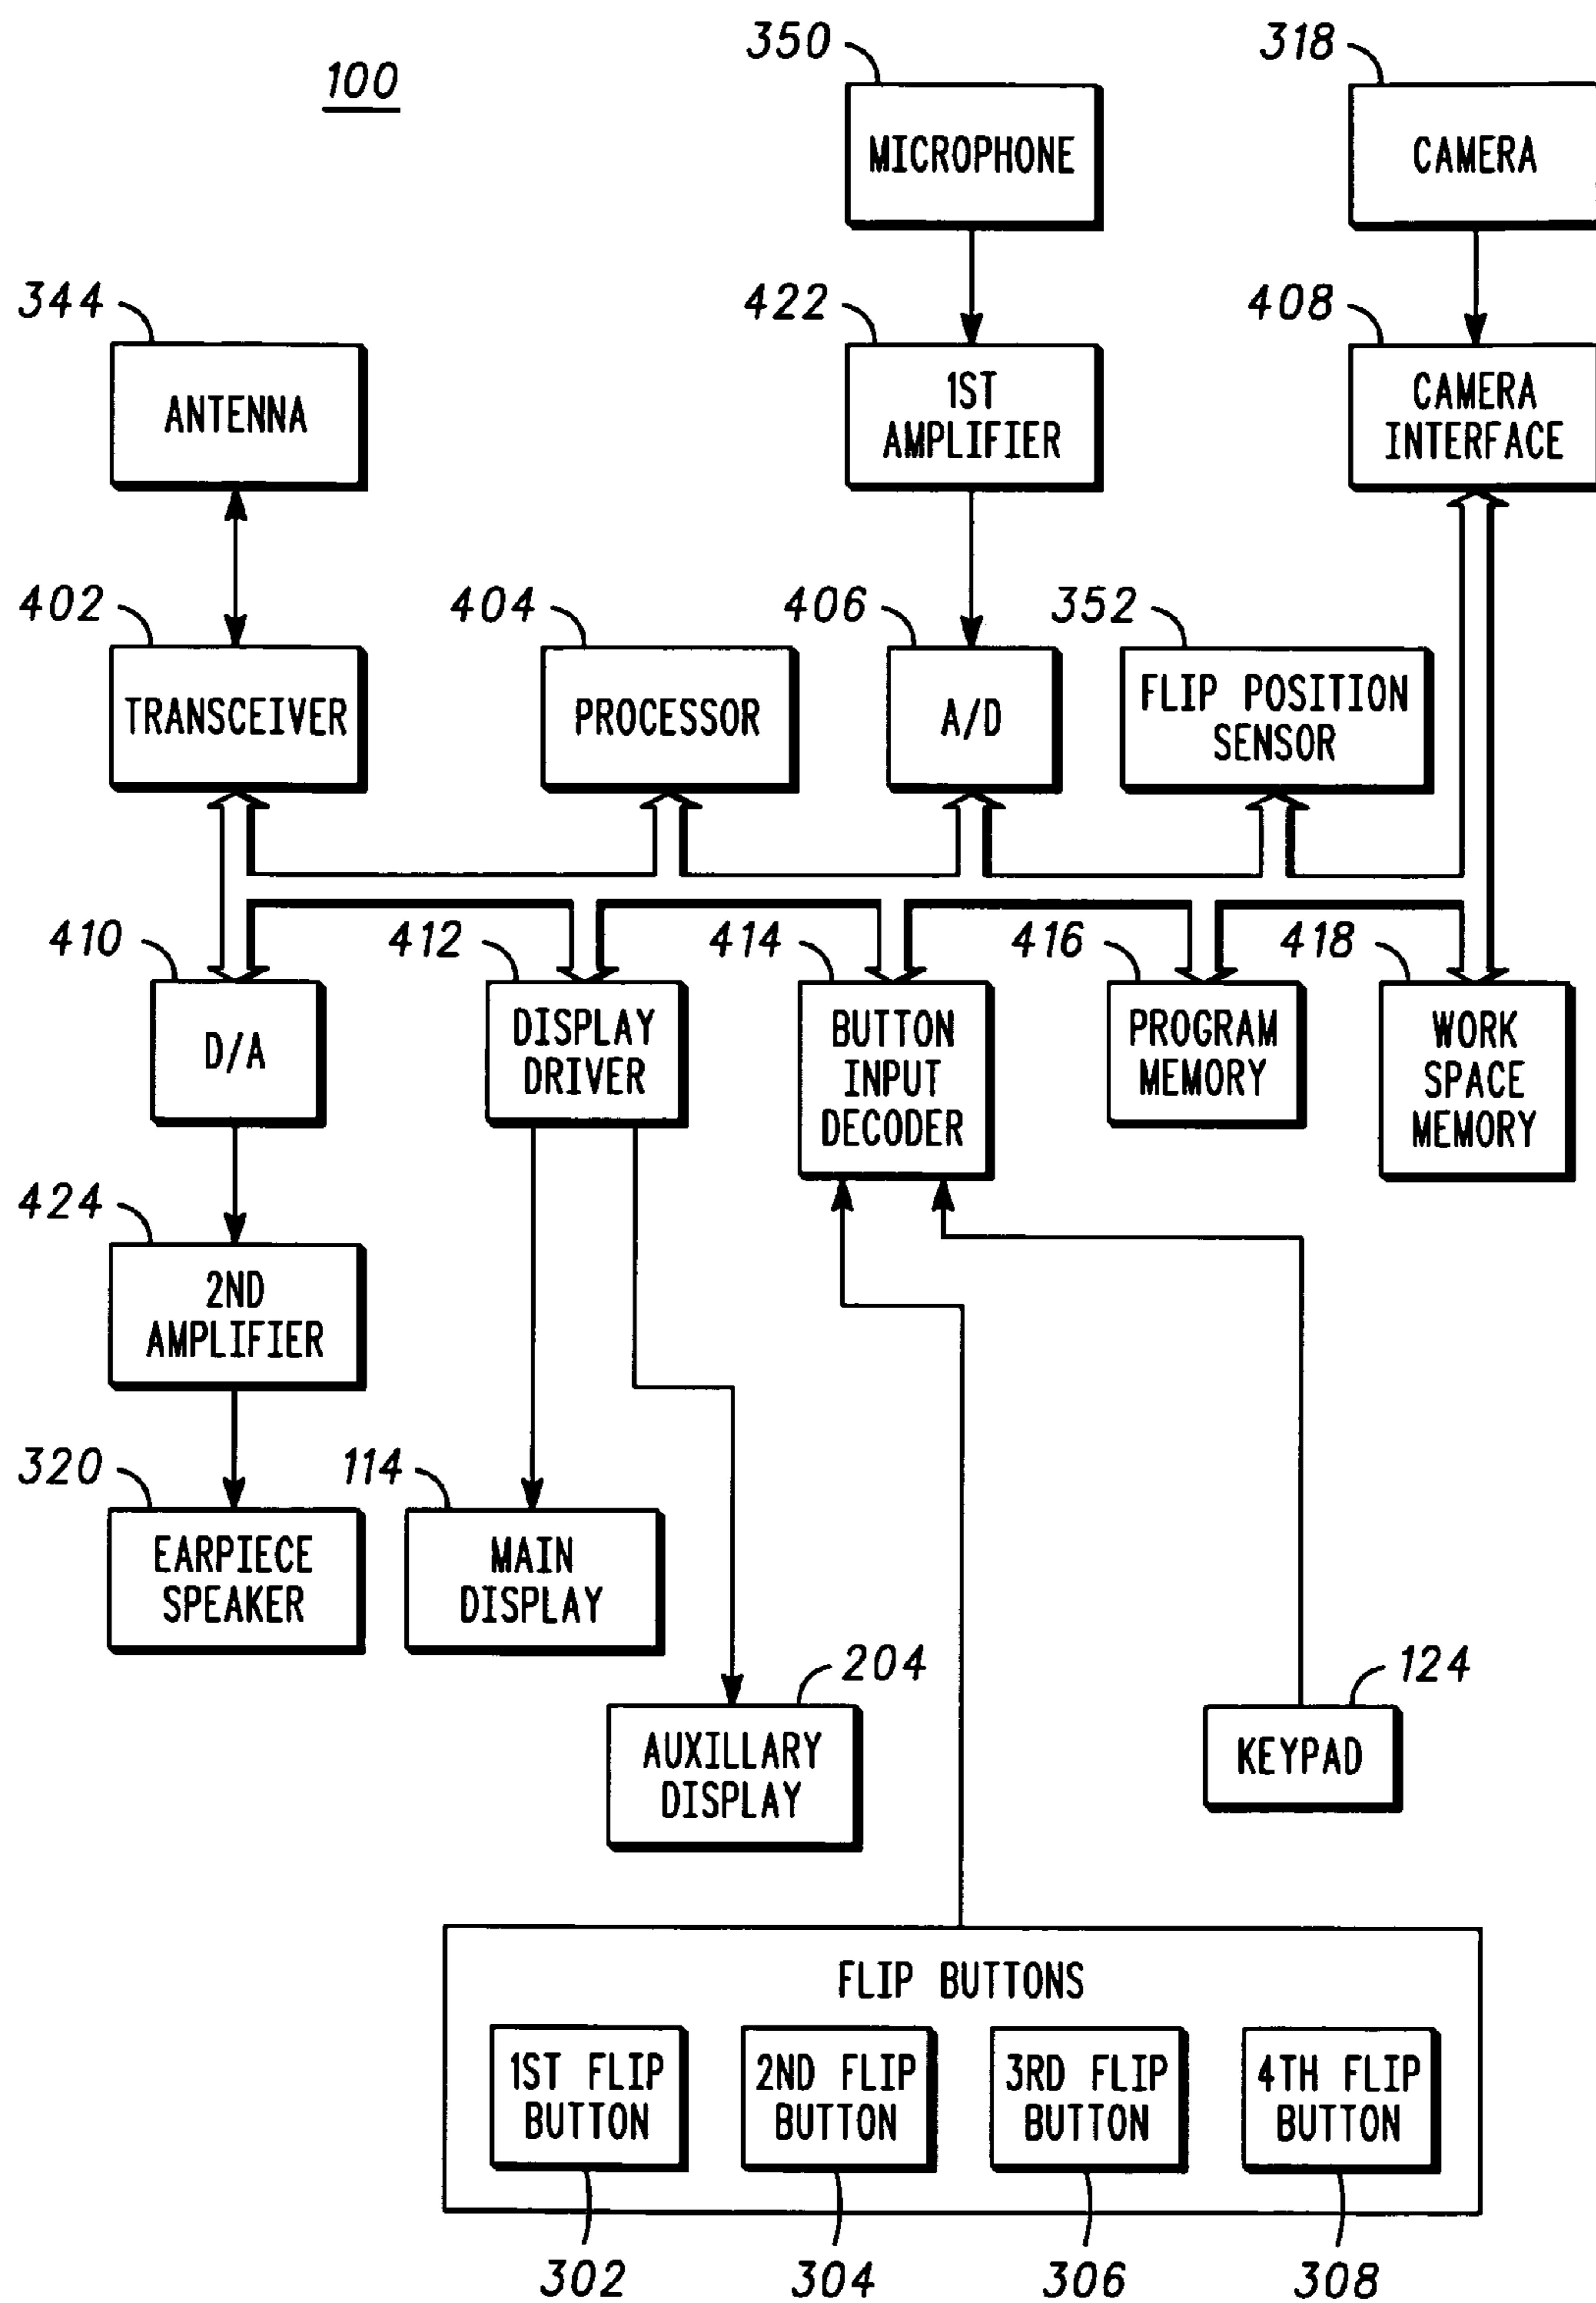 100
350
318
MICROPHONE
CAMERA
344
422
408
ANTENNA
1ST
AMPLIFIER
CAMERA
INTERFACE
402
404
406
352
TRANSCEIVER
PROCESSOR
A/D
FLIP POSITION
SENSOR
410
412
414
416
418
D/A
DISPLAY
DRIVER
BUTTON
INPUT
DECODER
PROGRAM
MEMORY
WORK
SPACE
MEMORY
424
2ND
AMPLIFIER
320
114
EARPIECE
SPEAKER
MAIN
DISPLAY
204
124
AUXILLARY
DISPLAY
KEYPAD
FLIP BUTTONS
1ST FLIP
BUTTON
2ND FLIP
BUTTON
3RD FLIP
BUTTON
4TH FLIP
BUTTON
302
304
306
308